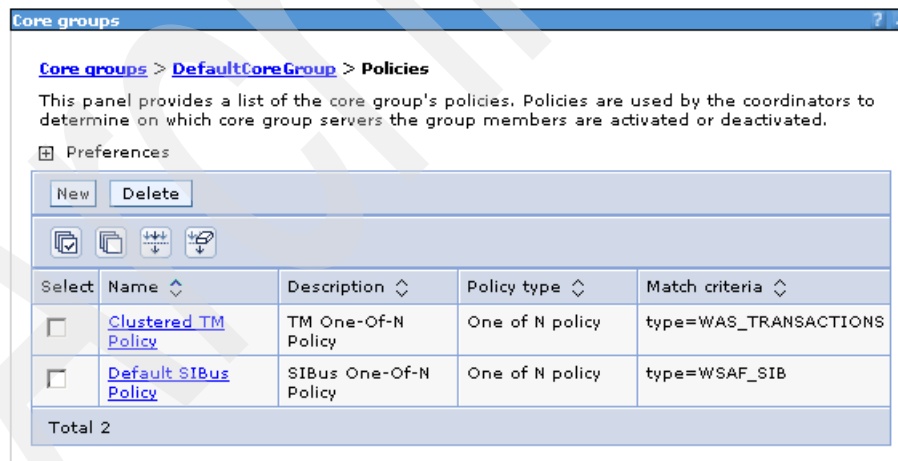 Core groups ?
Core groups > DefaultCoreGroup > Policies
This panel provides a list of the core group's policies. Policies are used by the coordinators to
determine on which core group servers the group members are activated or deactivated.
Preferences
New Delete
Select Name Description Policy type Match criteria
Clustered TM Policy TM One-Of-N Policy One of N policy type=WAS_TRANSACTIONS
Default SIBus Policy SIBus One-Of-N Policy One of N policy type=WSAF_SIB
Total 2